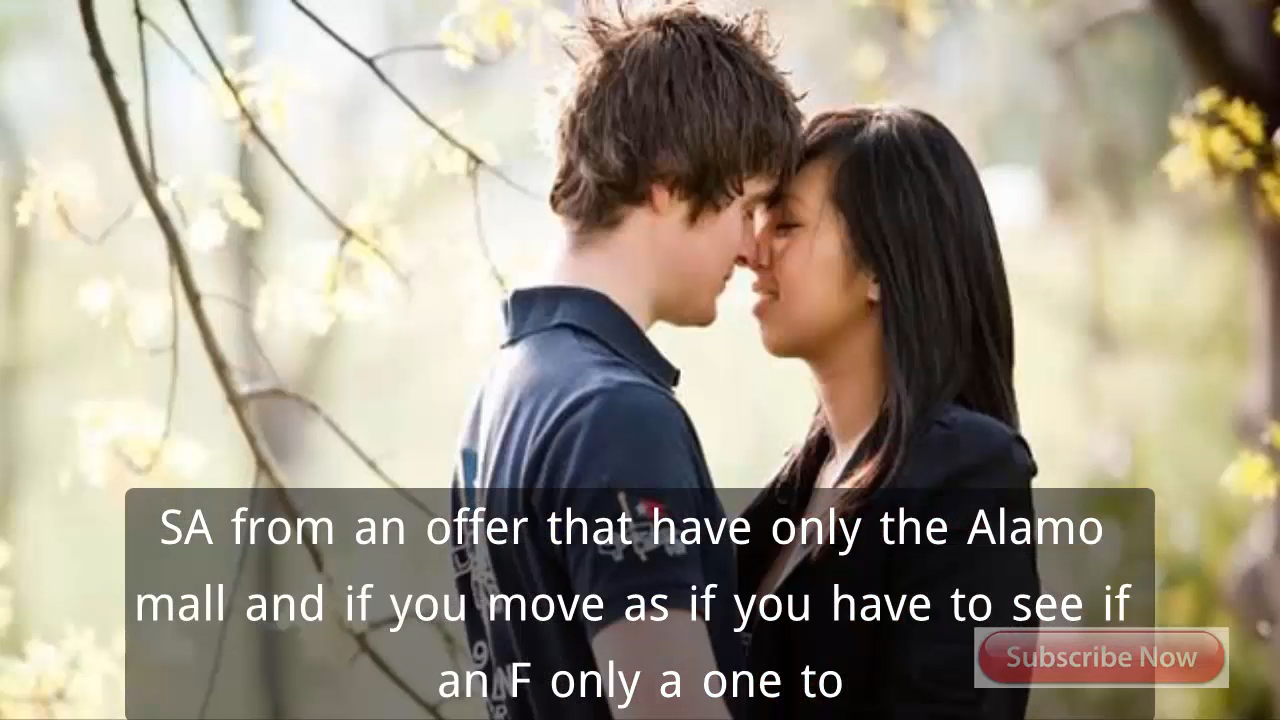 SA from an offer that have only the Alamo
mall and if you move as if you have to see if
an F only a one to
Subscribe Now